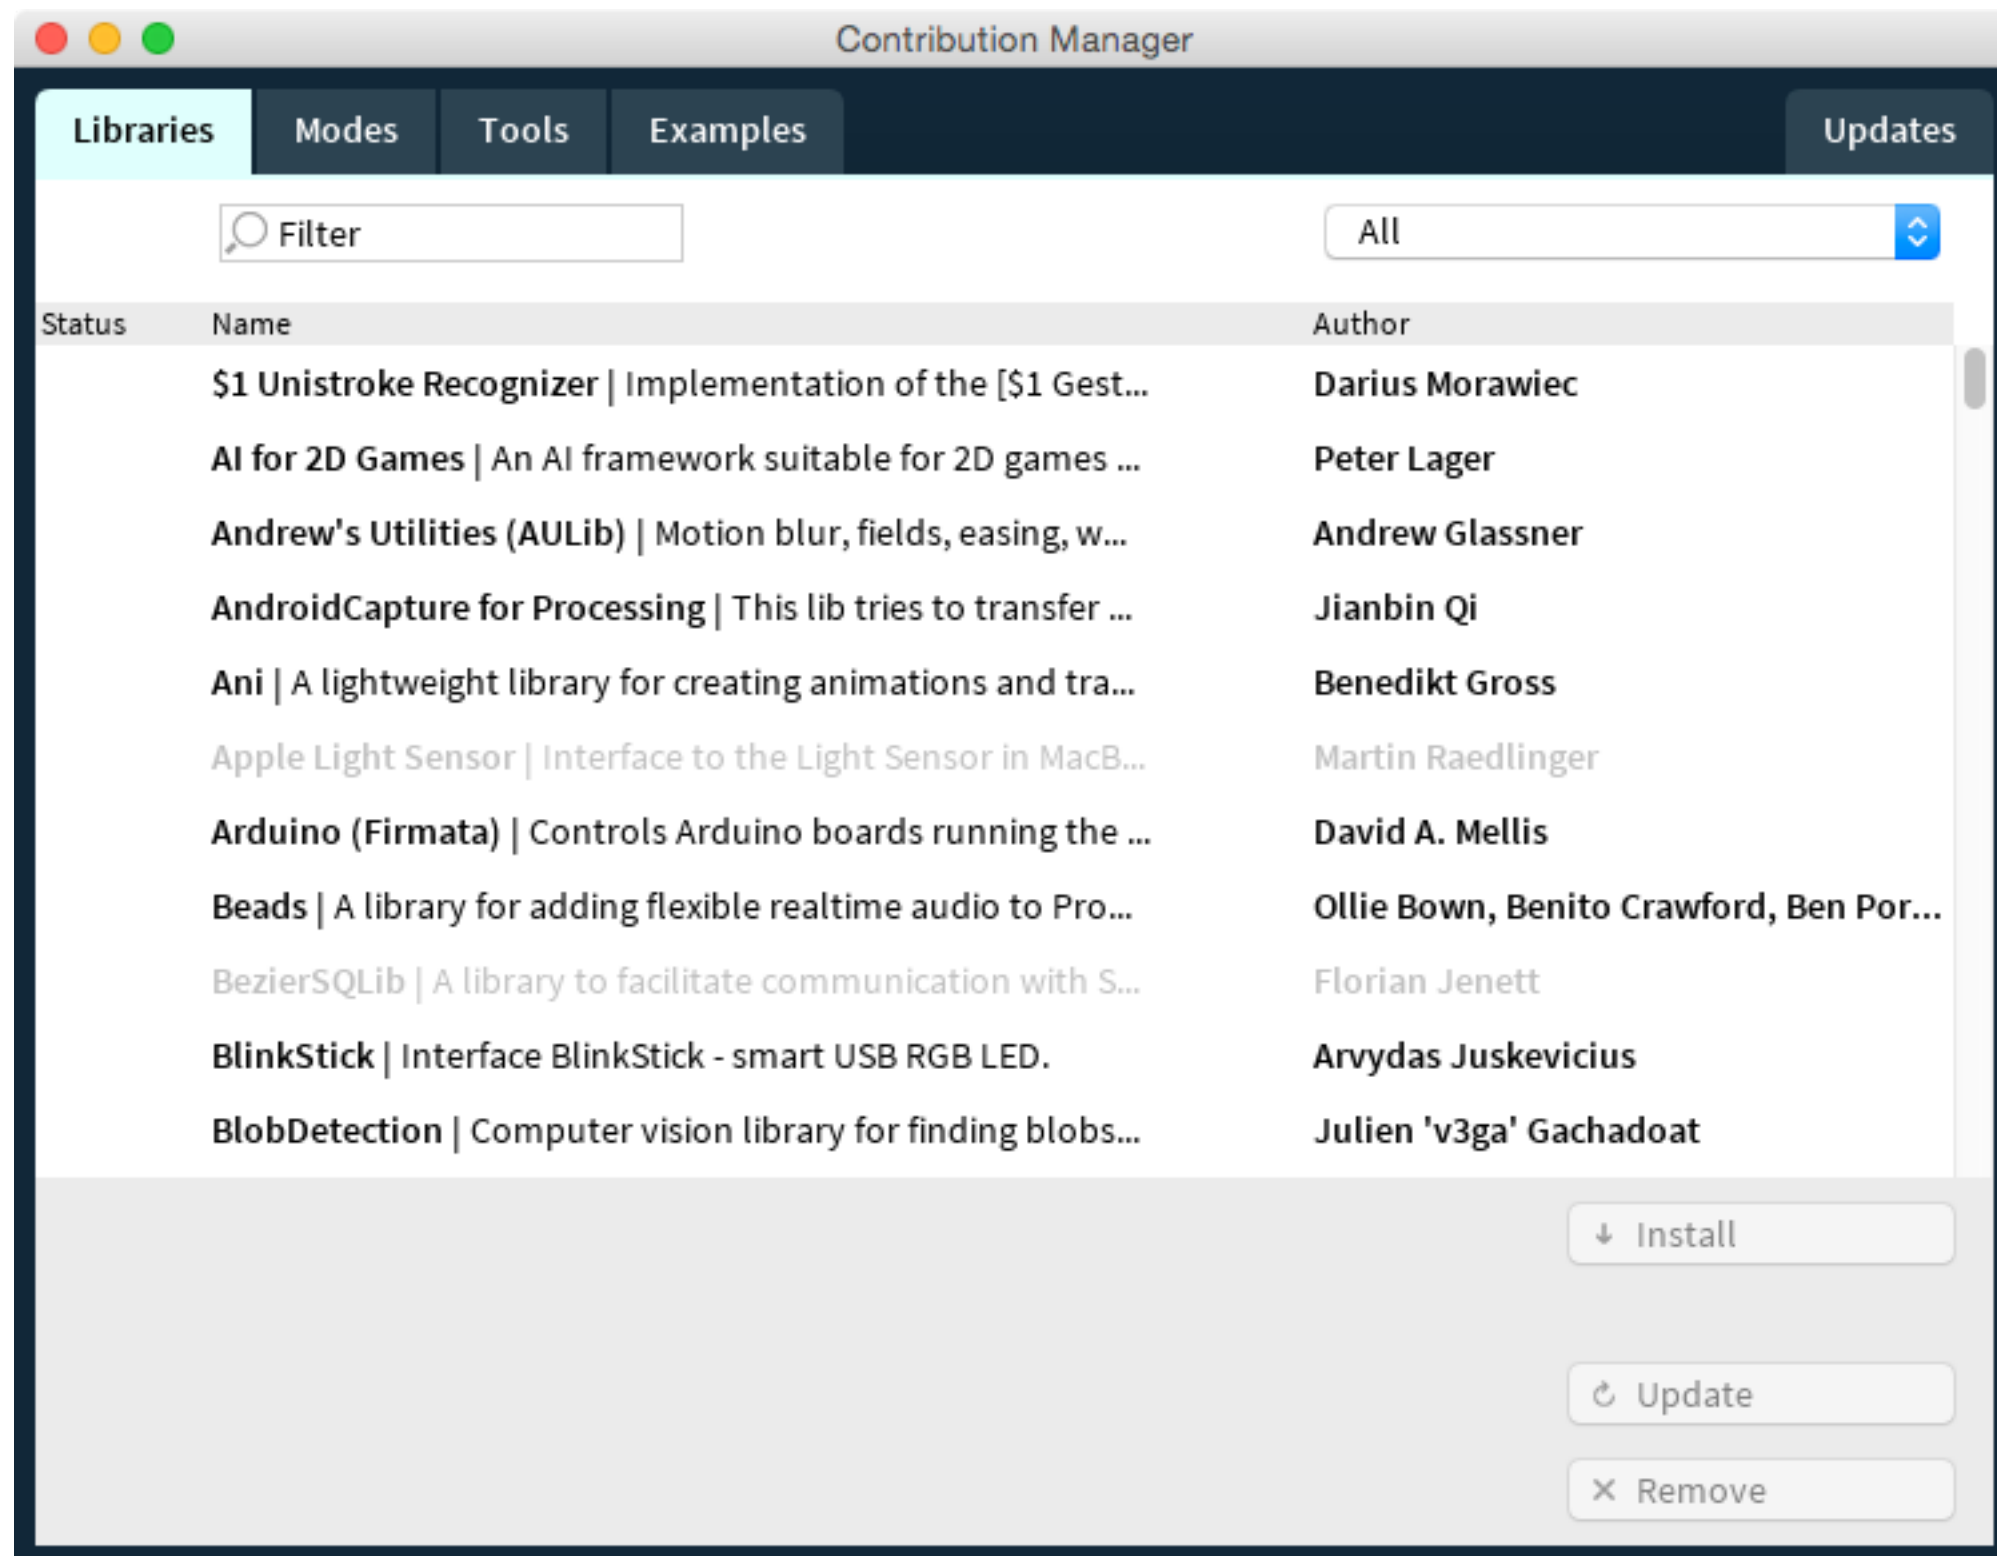 Contribution Manager
Libraries Modes Tools Examples Updates
Filter All
Status Name Author
$1 Unistroke Recognizer | Implementation of the [$1 Gest... Darius Morawiec
AI for 2D Games | An AI framework suitable for 2D games ... Peter Lager
Andrew's Utilities (AULib) | Motion blur, fields, easing, w... Andrew Glassner
AndroidCapture for Processing | This lib tries to transfer ... Jianbin Qi
Ani | A lightweight library for creating animations and tra... Benedikt Gross
Apple Light Sensor | Interface to the Light Sensor in MacB... Martin Raedlinger
Arduino (Firmata) | Controls Arduino boards running the ... David A. Mellis
Beads | A library for adding flexible realtime audio to Pro... Ollie Bown, Benito Crawford, Ben Por...
BezierSQLib | A library to facilitate communication with S... Florian Jenett
BlinkStick | Interface BlinkStick - smart USB RGB LED. Arvydas Juskevicius
BlobDetection | Computer vision library for finding blobs... Julien 'v3ga' Gachadoat
Install
Update
Remove